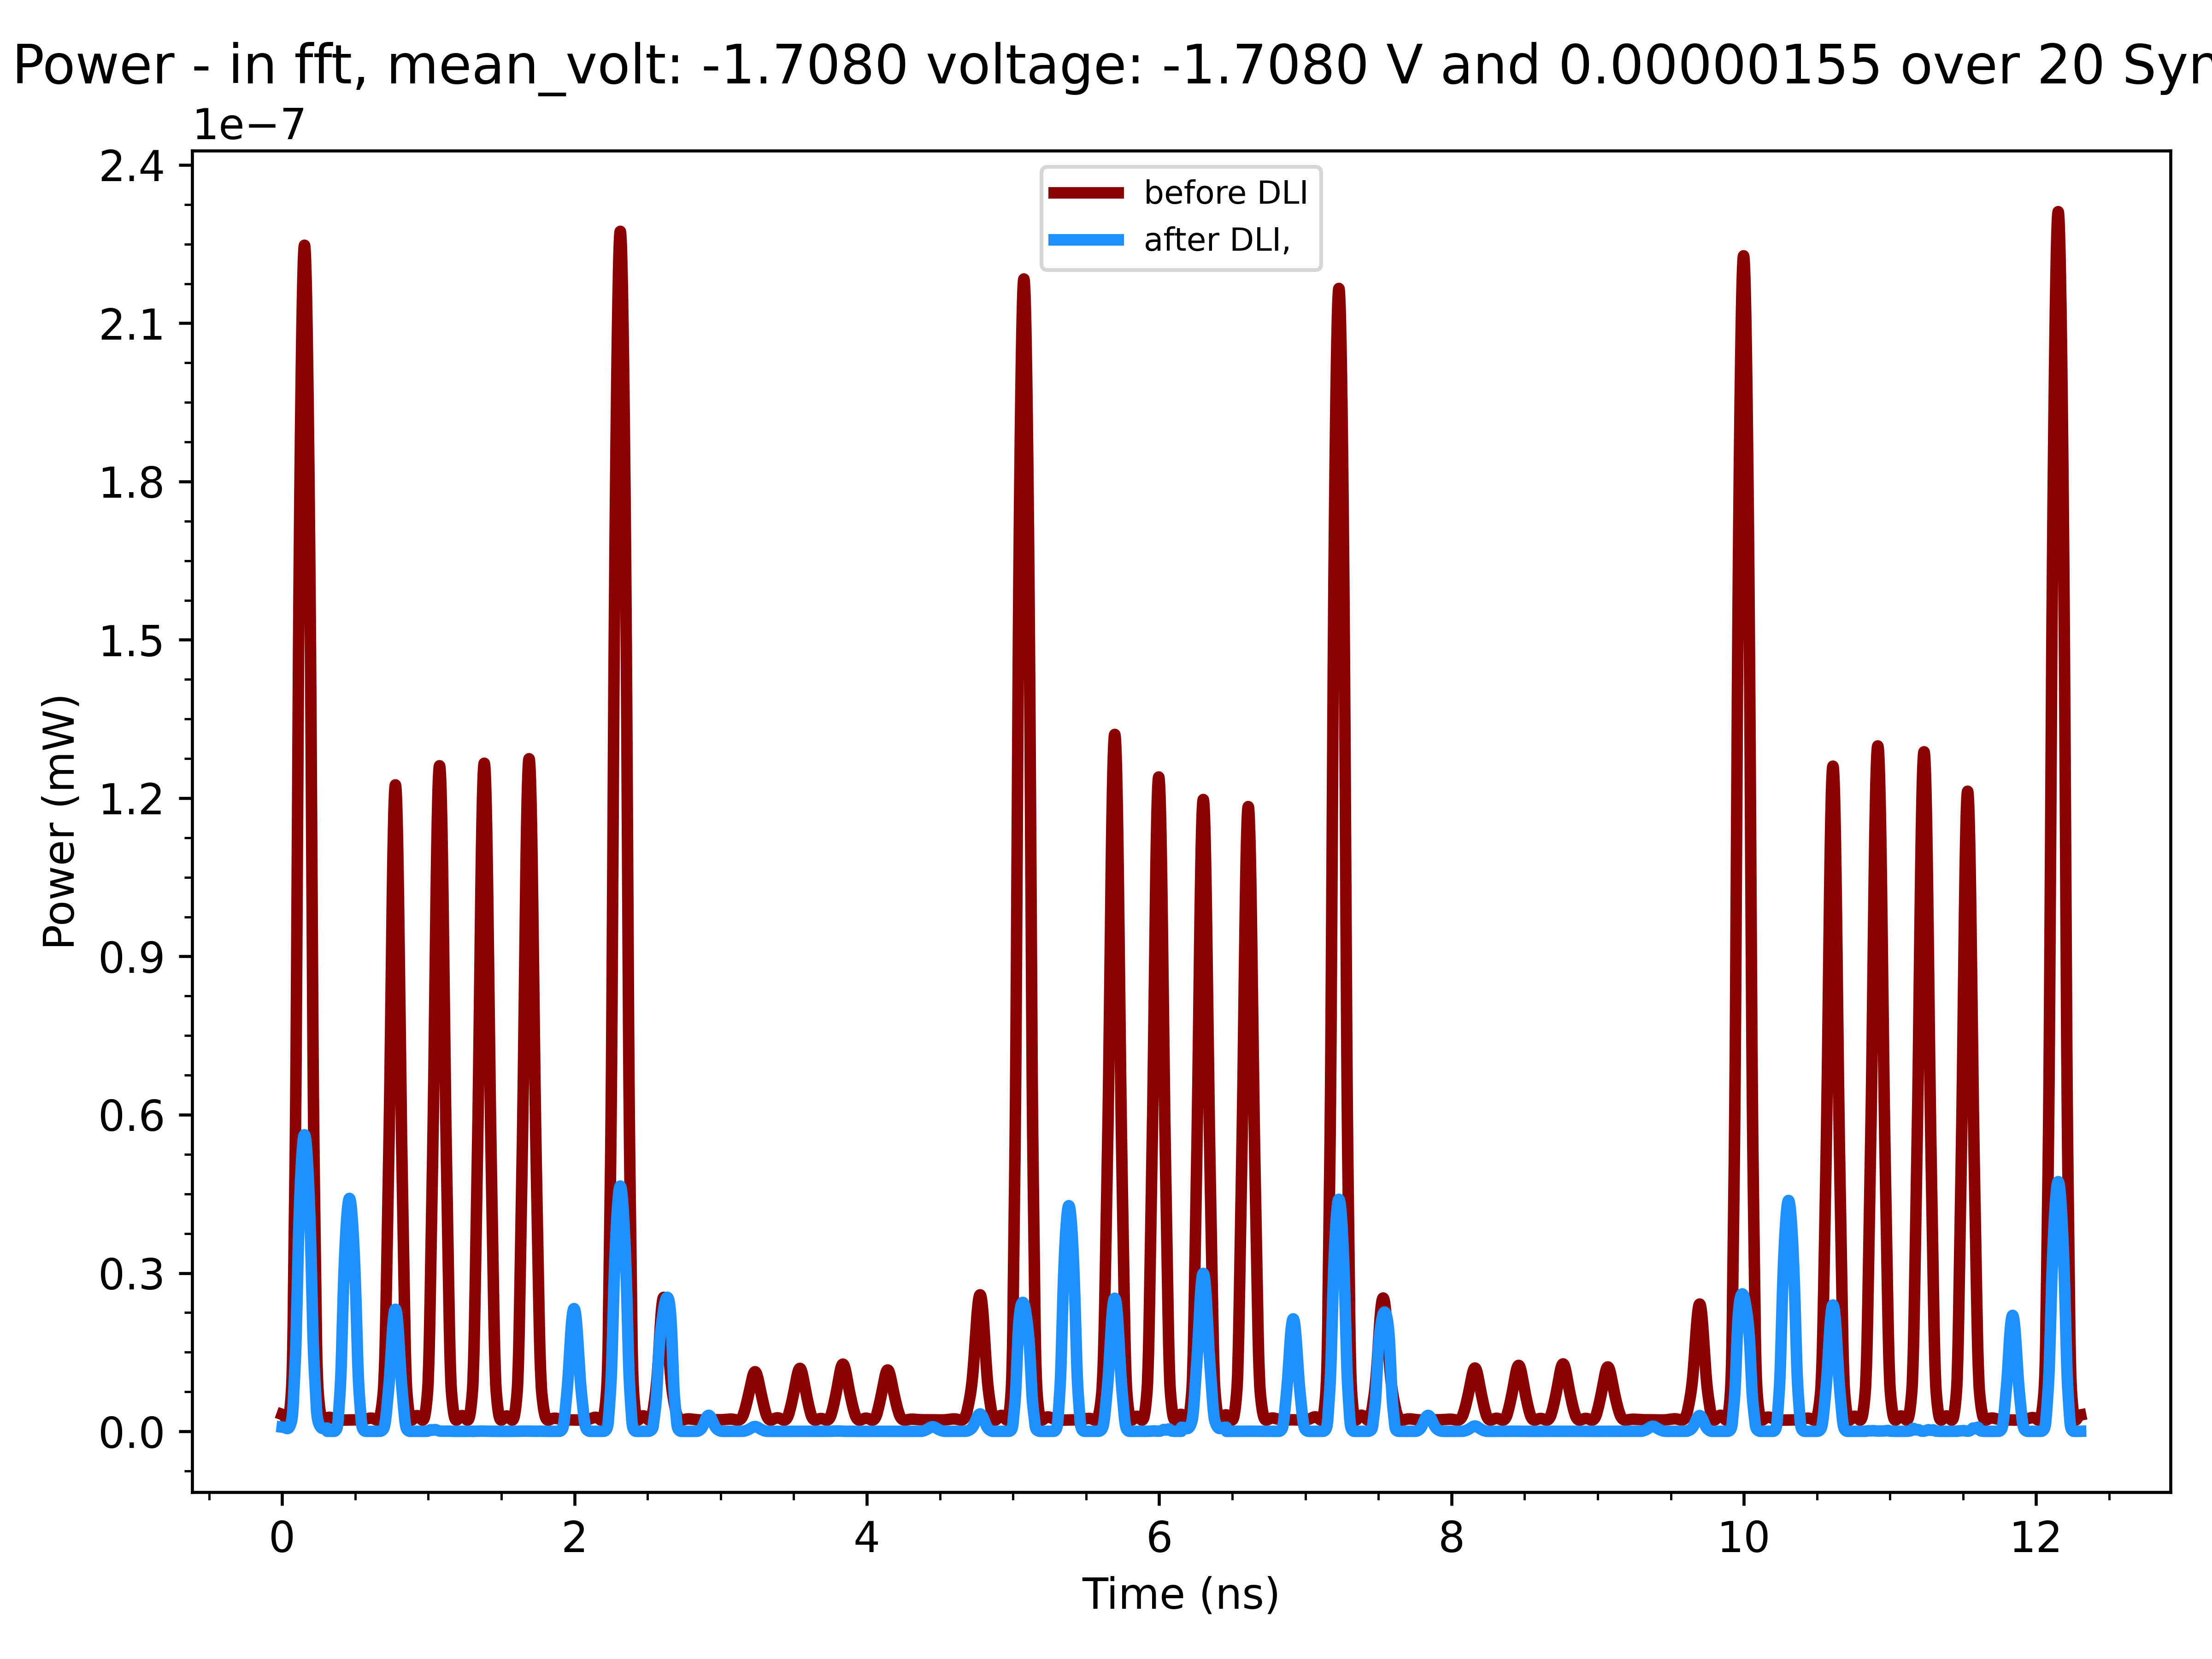 Power - in fft, mean_volt: -1.7080 voltage: -1.7080 V and 0.00000155 over 20 Sym
1e−7
before DLI
after DLI,
2.4
2.1
1.8
1.5
1.2
0.9
0.6
0.3
0.0
Power (mW)
0 2 4 6 8 10 12
Time (ns)